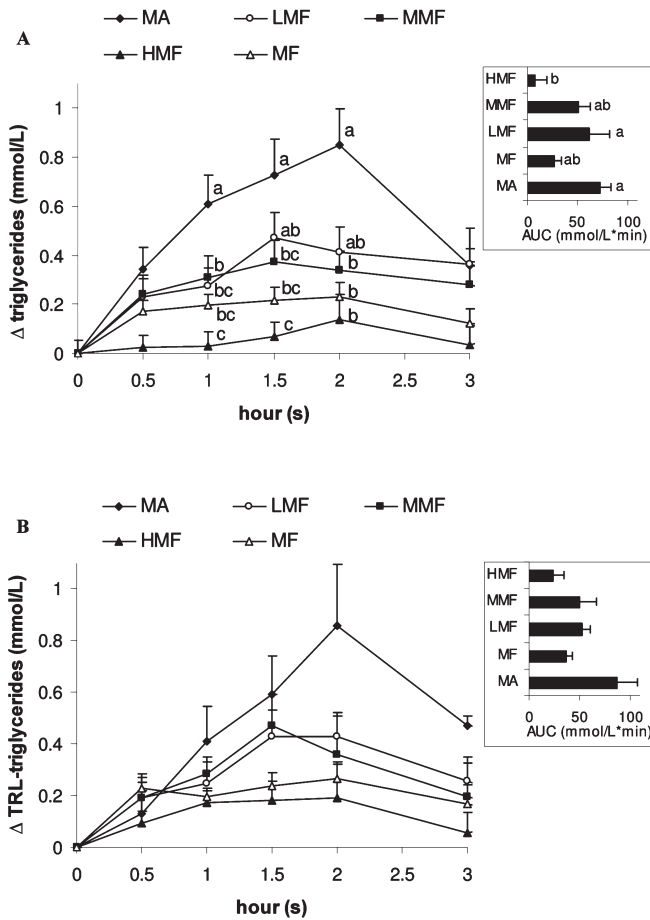 A
MA LMF MMF
HMF MF
Δ triglycerides (mmol/L)
1
0.8
0.6
0.4
0.2
0
a
a
a
ab
ab
b
bc
b
bc
bc
bc
b
c
c
b
0 0.5 1 1.5 2 2.5 3
hour (s)
HMF b
MMF ab
LMF a
MF ab
MA a
0 50 100
AUC (mmol/L*min)
B
MA LMF MMF
HMF MF
Δ TRL-triglycerides (mmol/L)
1
0.8
0.6
0.4
0.2
0
0 0.5 1 1.5 2 2.5 3
hour (s)
HMF
MMF
LMF
MF
MA
0 50 100
AUC (mmol/L*min)